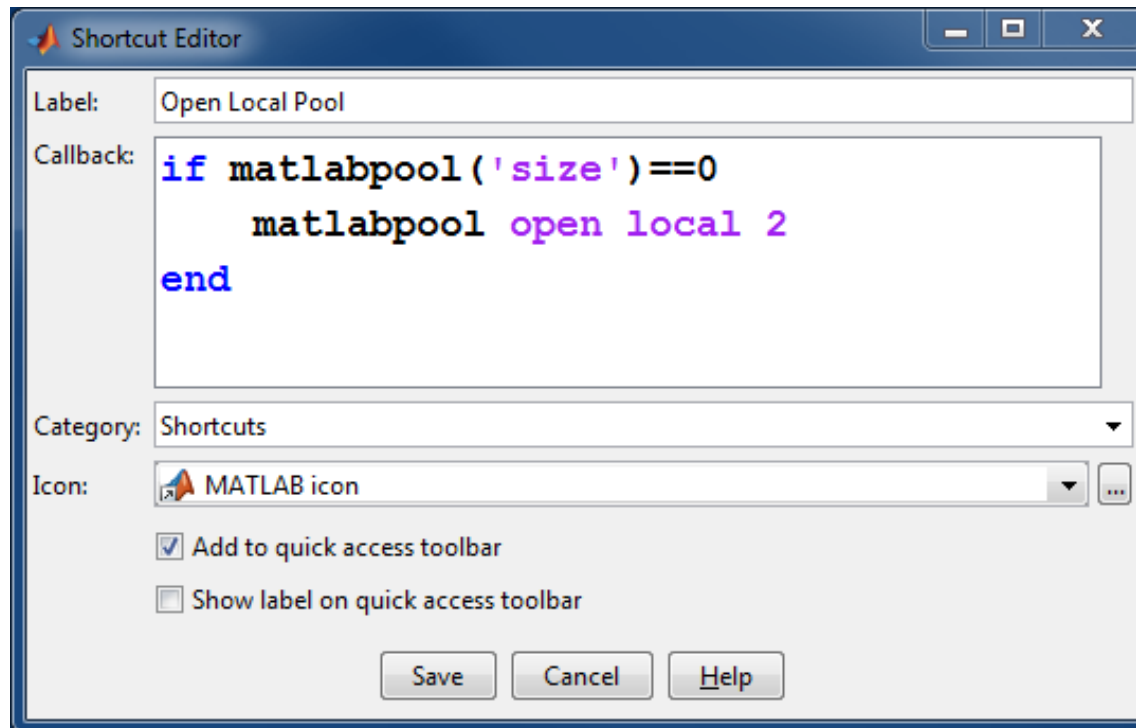 Shortcut Editor
Label: Open Local Pool
Callback: if matlabpool('size')==0
    matlabpool open local 2
end
Category: Shortcuts
Icon: MATLAB icon ...
Add to quick access toolbar
Show label on quick access toolbar
Save Cancel Help